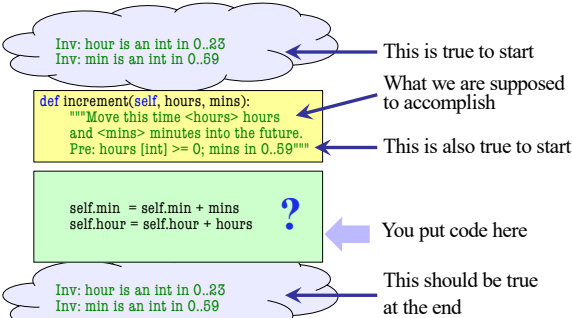 Inv: hour is an int in 0..23
Inv: min is an int in 0..59
This is true to start
What we are supposed
to accomplish
def increment(self, hours, mins):
"""Move this time <hours> hours
and <mins> minutes into the future.
Pre: hours [int] >= 0; mins in 0..59"""
This is also true to start
self.min = self.min + mins
self.hour = self.hour + hours
?
You put code here
Inv: hour is an int in 0..23
Inv: min is an int in 0..59
This should be true
at the end